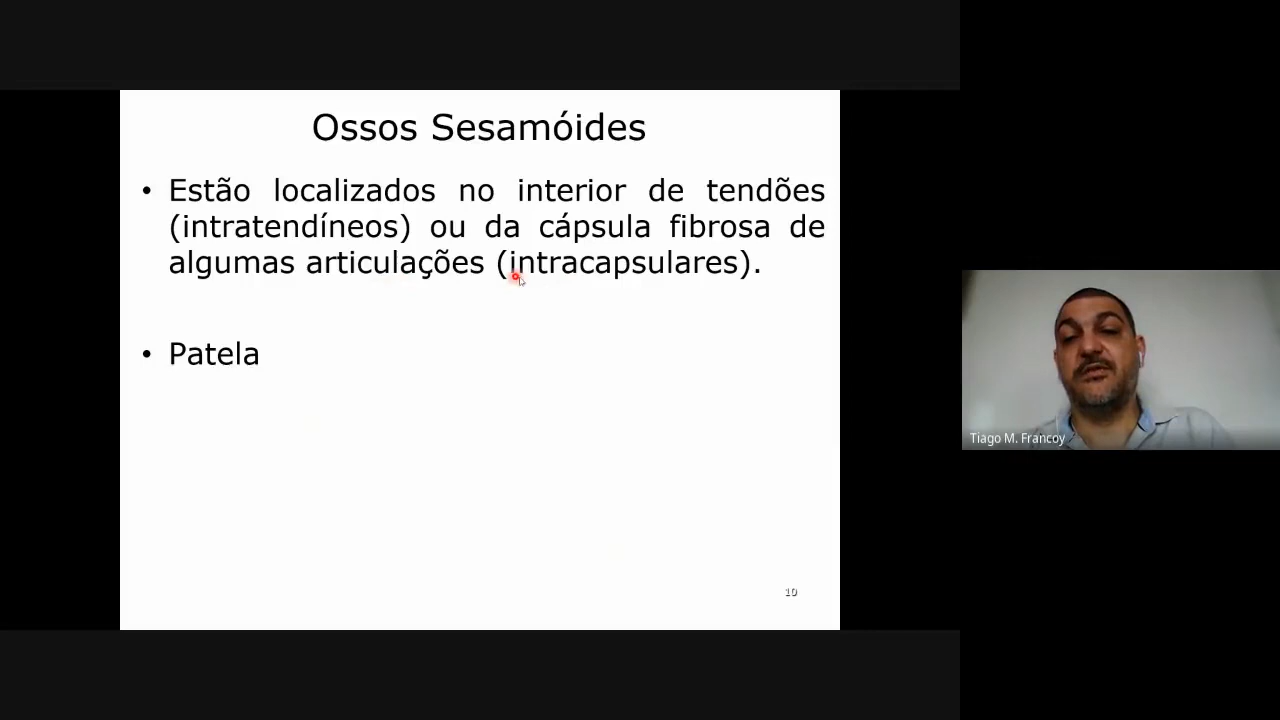 Ossos Sesamóides
• Estão localizados no interior de tendões
(intratendíneos) ou da cápsula fibrosa de
algumas articulações (intracapsulares).
• Patela
10
Tiago M. Francoy